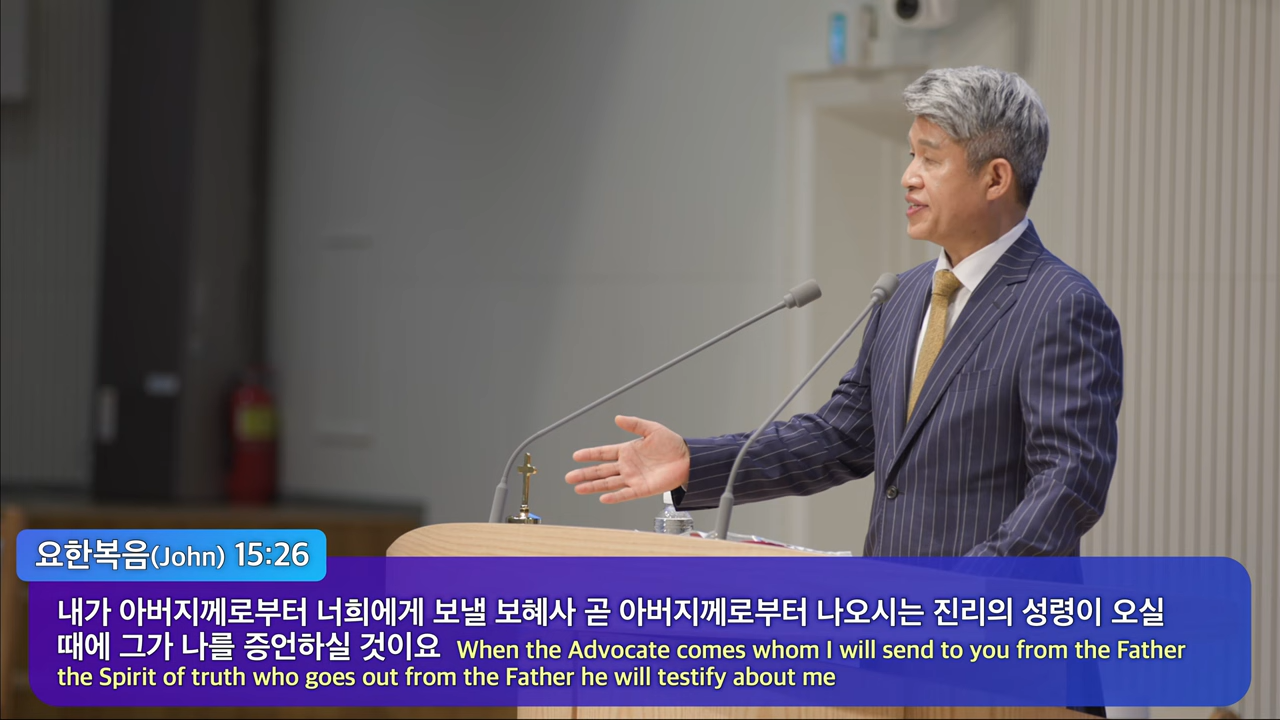 요한복음(John) 15:26
내가 아버지께로부터 너희에게 보낼 보혜사 곧 아버지께로부터 나오시는 진리의 성령이 오실
때에 그가 나를 증언하실 것이요 When the Advocate comes whom I will send to you from the Father
the Spirit of truth who goes out from the Father he will testify about me